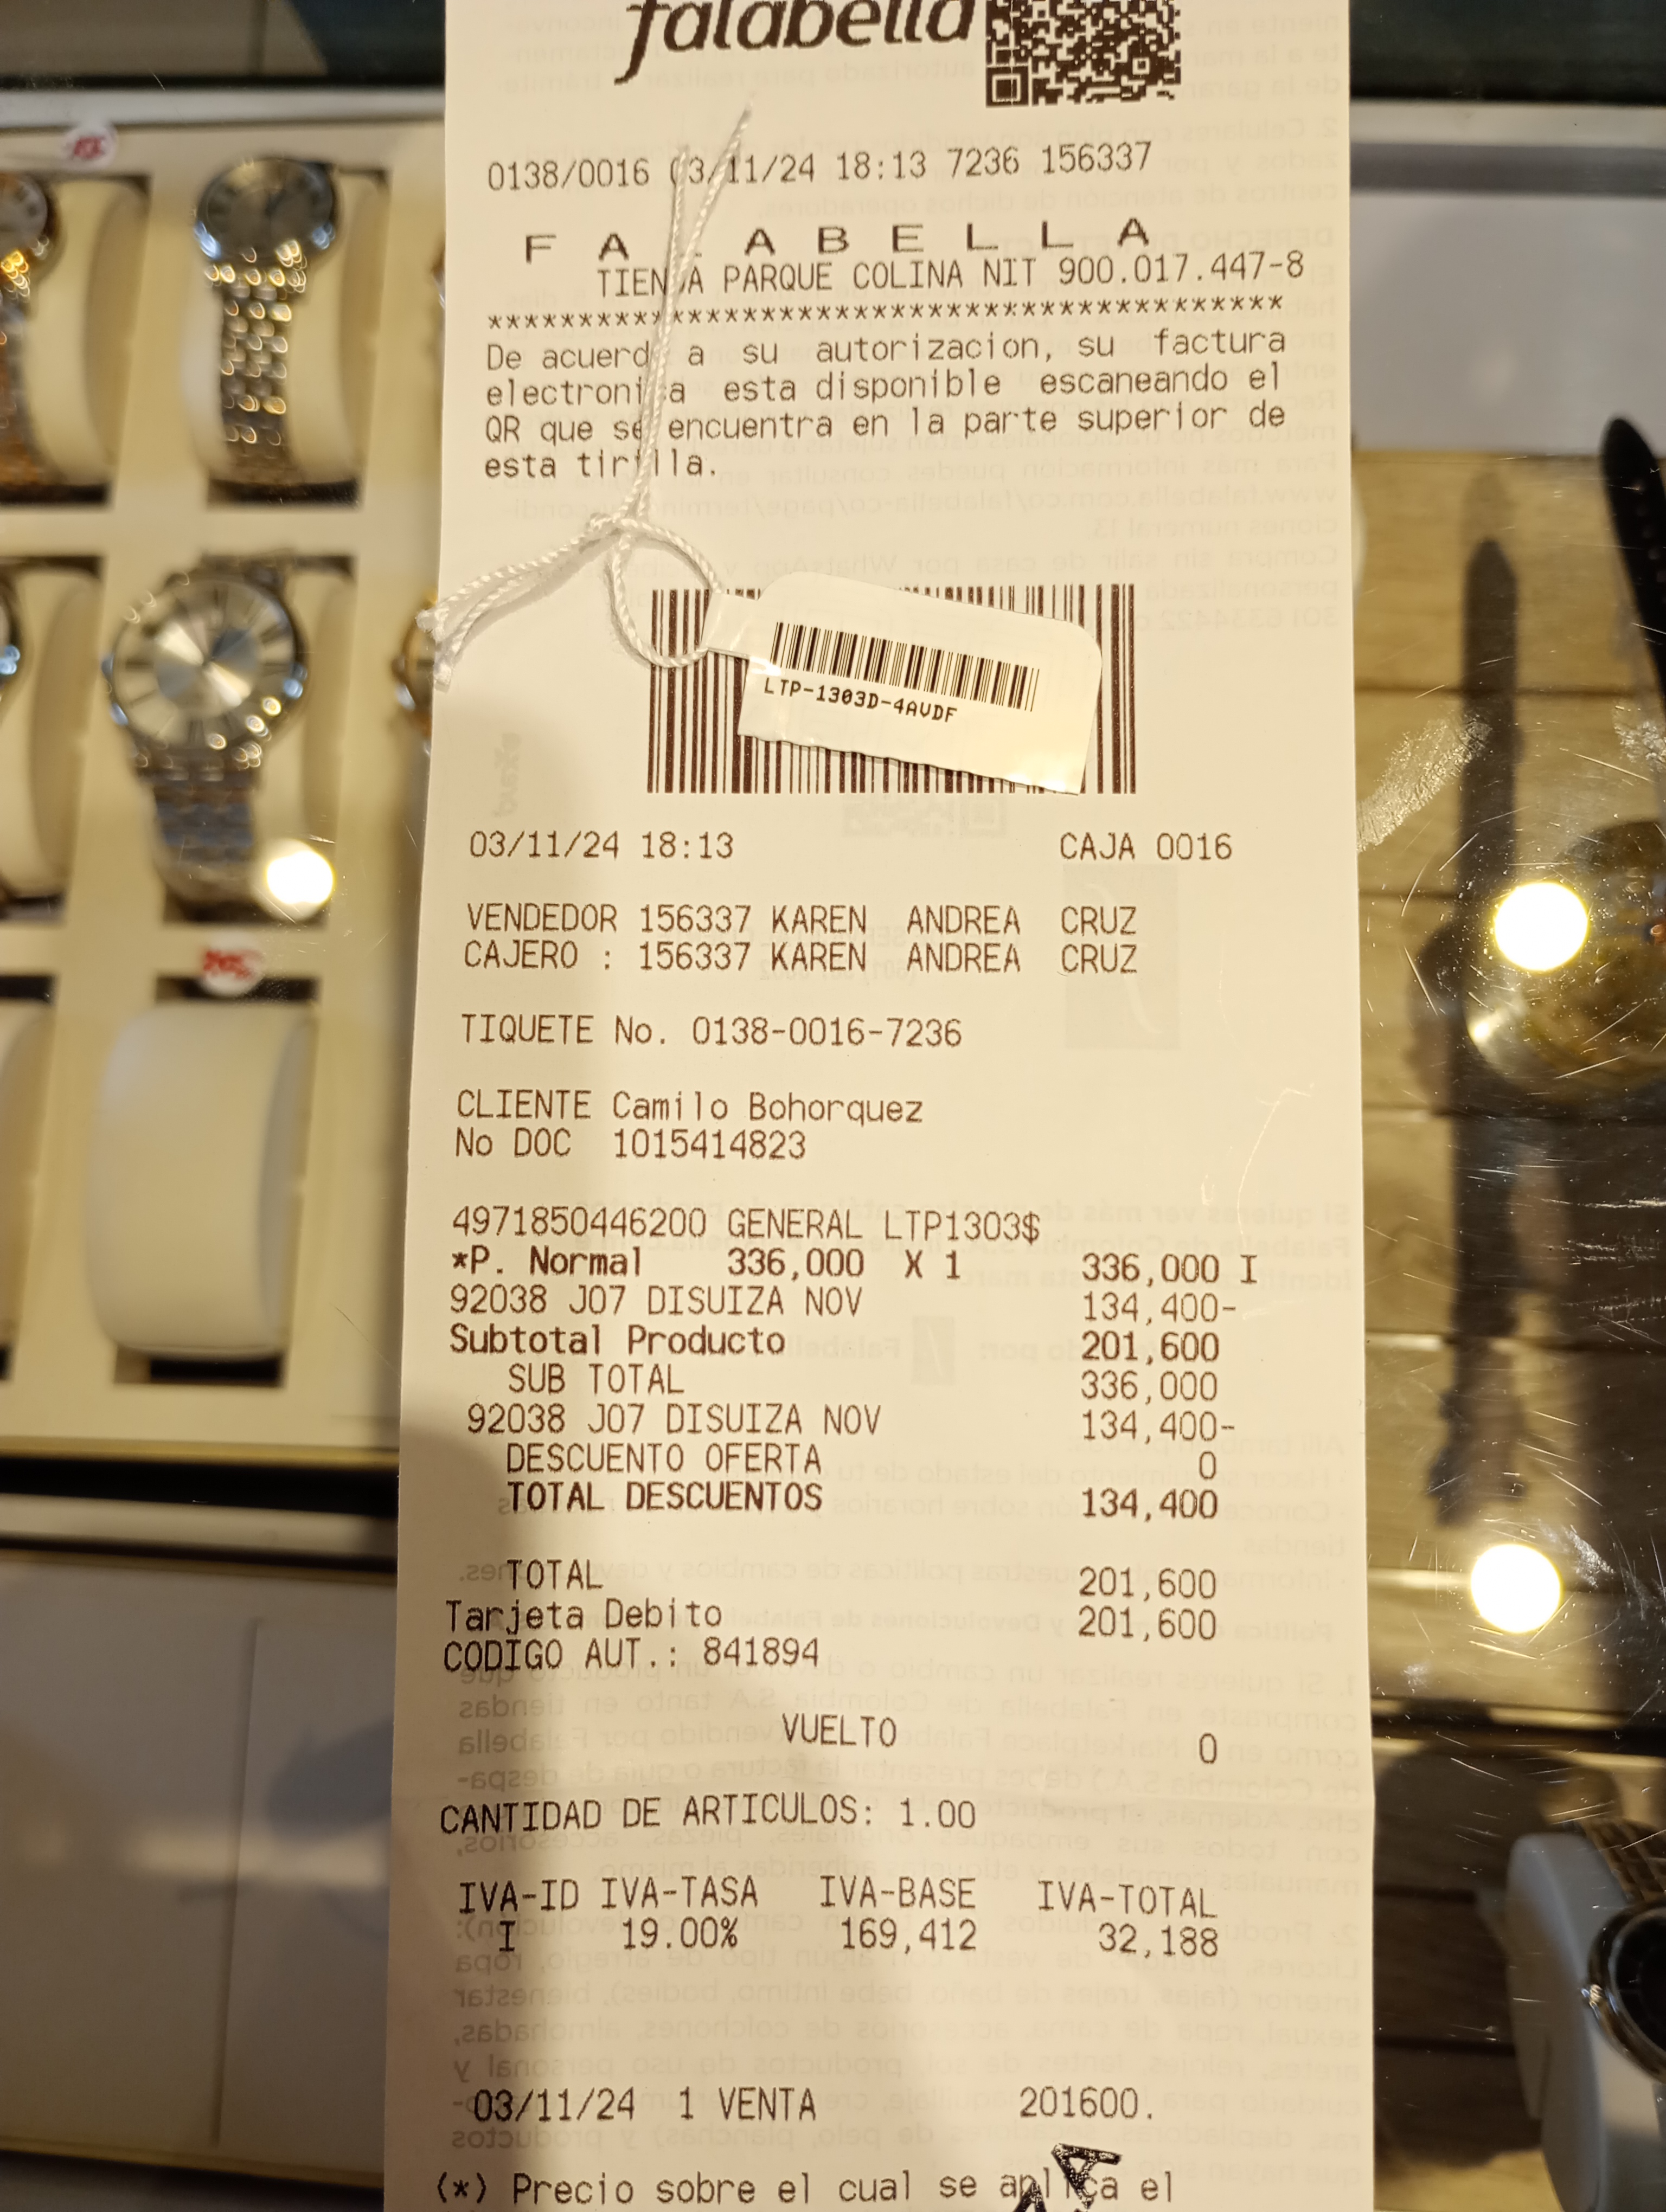 falabella
0138/0016 03/11/24 18:13 7236 156337
F A . A B E L L A
TIENDA PARQUE COLINA NIT 900.017.447-8
*****************************************
De acuerdo a su autorizacion, su factura
electronica esta disponible escaneando el
QR que se encuentra en la parte superior de
esta tirilla.
LTP-1303D-4AVDF
03/11/24 18:13 CAJA 0016
VENDEDOR 156337 KAREN ANDREA CRUZ
CAJERO : 156337 KAREN ANDREA CRUZ
TIQUETE No. 0138-0016-7236
CLIENTE Camilo Bohorquez
No DOC 1015414823
4971850446200 GENERAL LTP1303$
*P. Normal 336,000 X 1 336,000 I
92038 J07 DISUIZA NOV 134,400-
Subtotal Producto 201,600
SUB TOTAL 336,000
92038 J07 DISUIZA NOV 134,400-
DESCUENTO OFERTA 0
TOTAL DESCUENTOS 134,400
TOTAL 201,600
Tarjeta Debito 201,600
CODIGO AUT.: 841894
VUELTO 0
CANTIDAD DE ARTICULOS: 1.00
IVA-ID IVA-TASA IVA-BASE IVA-TOTAL
I 19.00% 169,412 32,188
03/11/24 1 VENTA 201600.
(*) Precio sobre el cual se aplica el